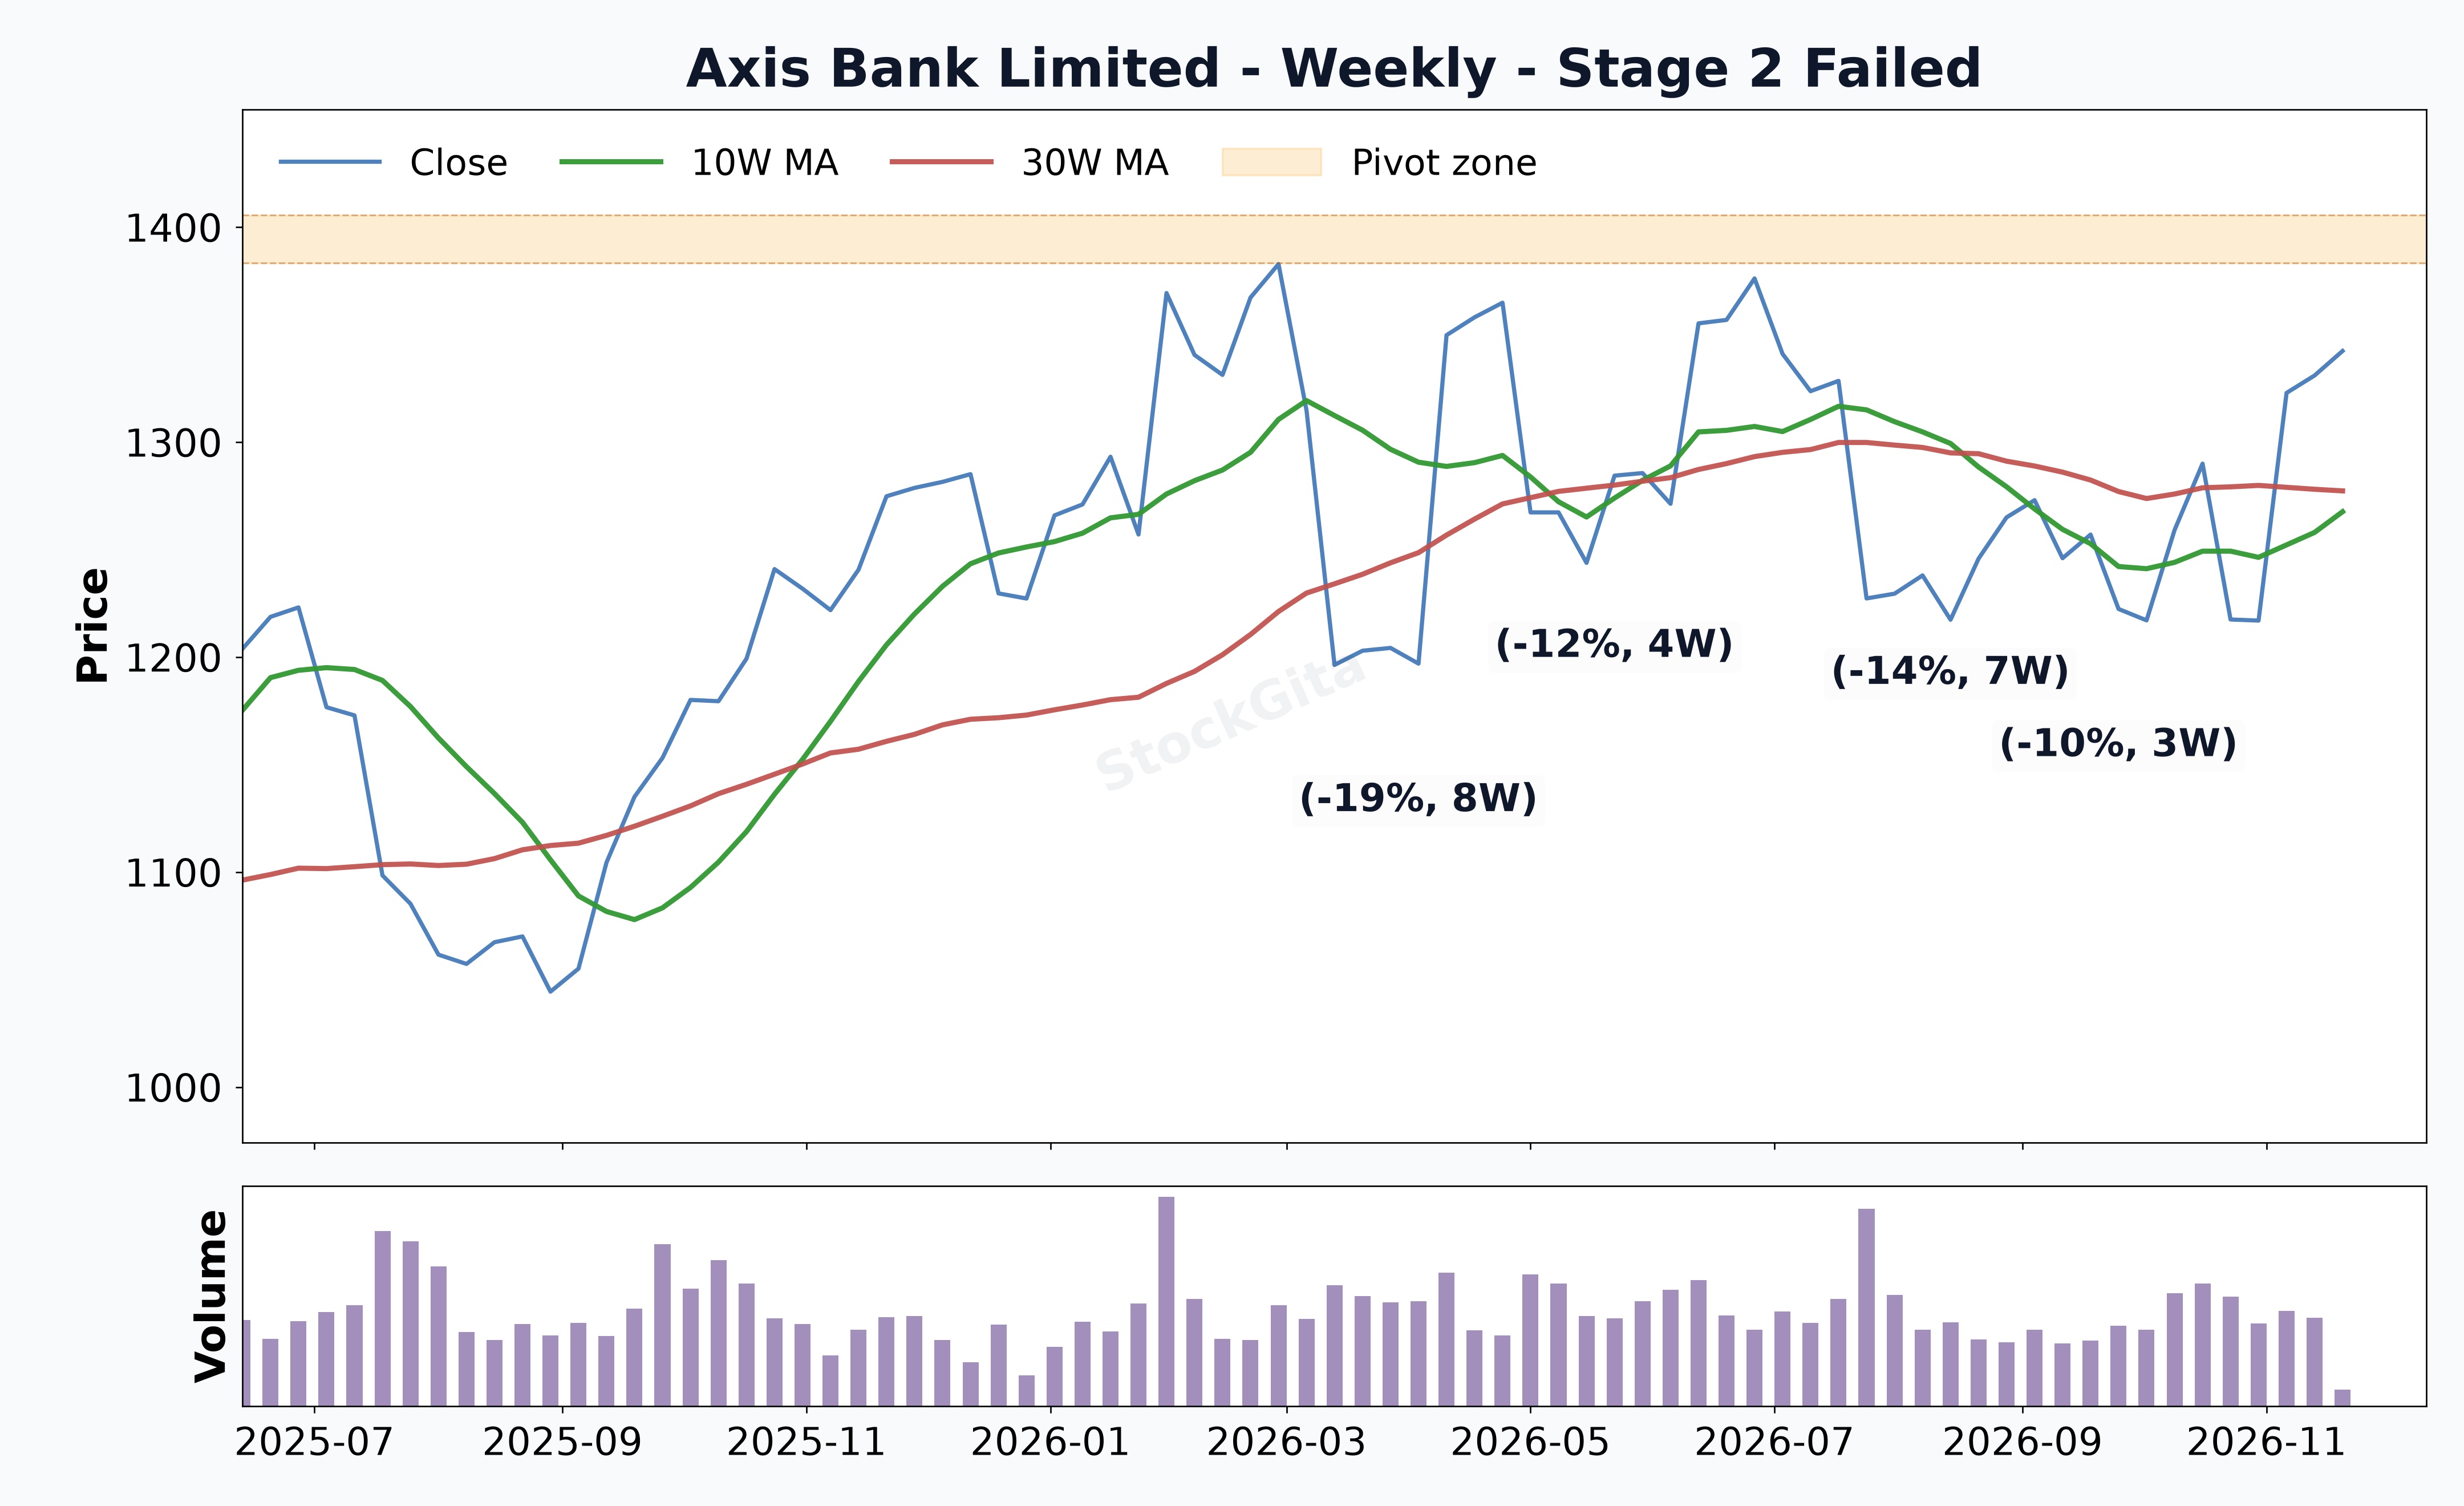 Axis Bank Limited - Weekly - Stage 2 Failed
Close 10W MA 30W MA Pivot zone
1400
1300
1200
1100
1000
Price
(-12%, 4W)
(-14%, 7W)
(-10%, 3W)
(-19%, 8W)
StockGita
Volume
2025-07 2025-09 2025-11 2026-01 2026-03 2026-05 2026-07 2026-09 2026-11